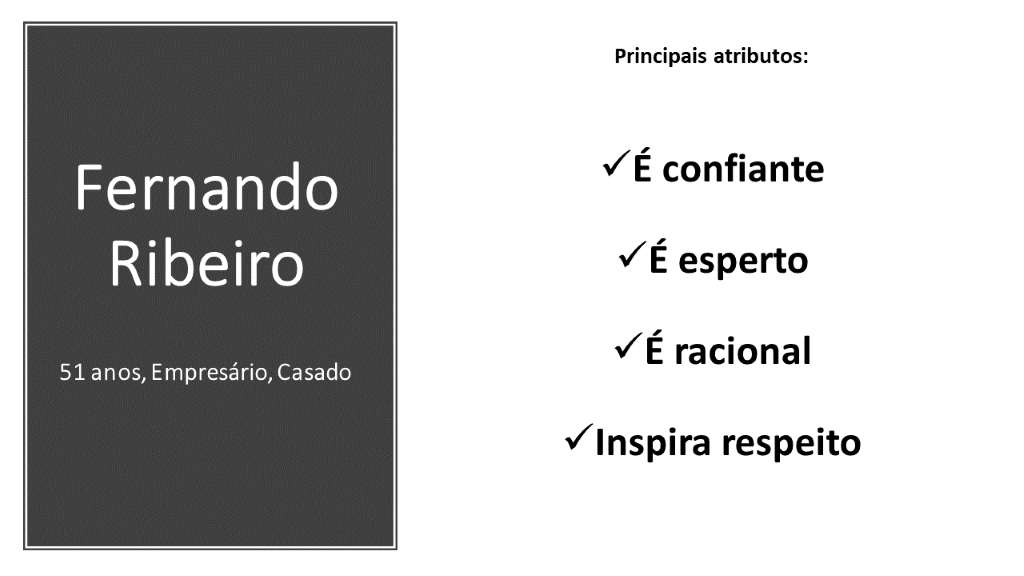 Fernando
Ribeiro
51 anos, Empresário, Casado
Principais atributos:
✓É confiante
✓É esperto
✓É racional
✓Inspira respeito